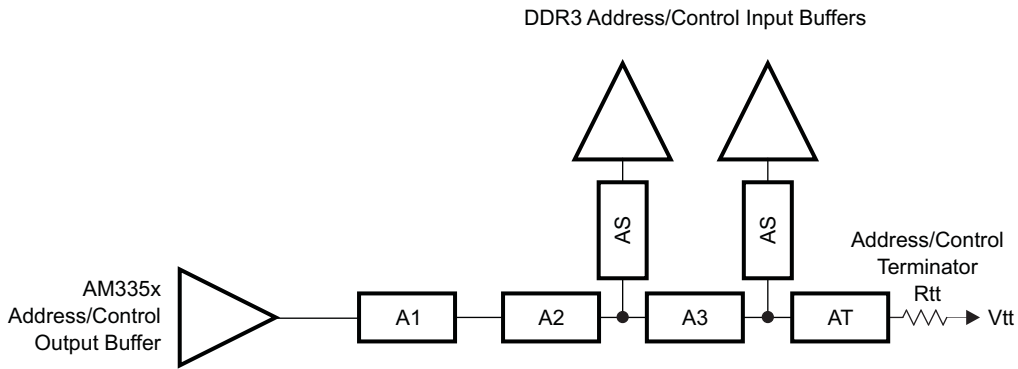 DDR3 Address/Control Input Buffers
AS
AS
Address/Control
Terminator
Rtt
AM335x
Address/Control
Output Buffer
A1
A2
A3
AT
Vtt